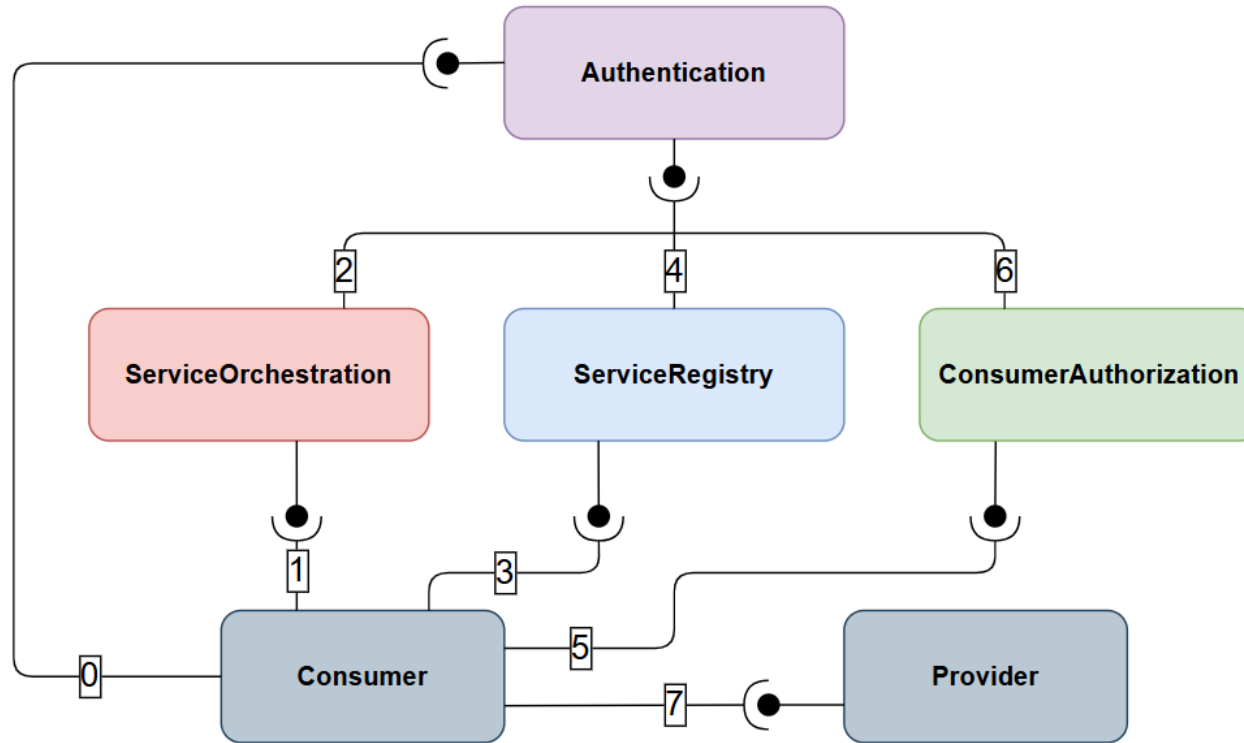 Authentication
2
4
6
ServiceOrchestration
ServiceRegistry
ConsumerAuthorization
1
3
5
Consumer
Provider
0
7